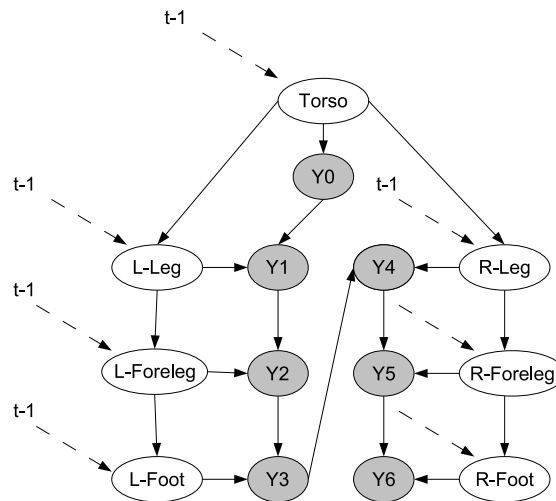 t-1
Torso
Y0
t-1
t-1
L-Leg
Y1
Y4
R-Leg
t-1
L-Foreleg
Y2
Y5
R-Foreleg
t-1
L-Foot
Y3
Y6
R-Foot